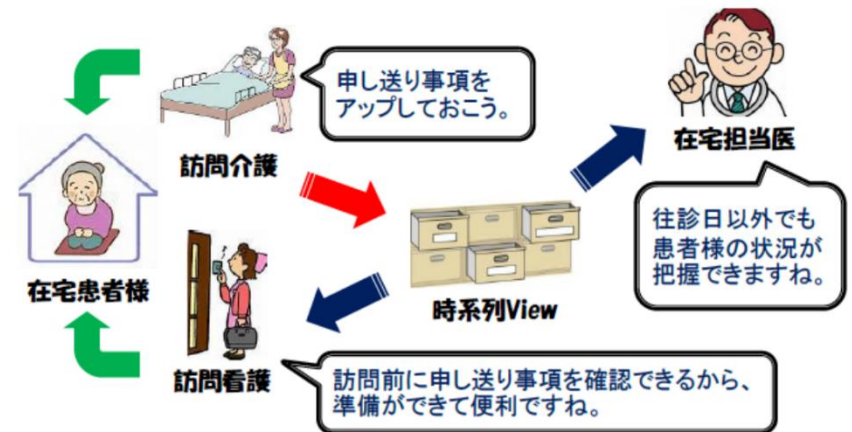 申し送り事項を
アップしておこう。
訪問介護
在宅担当医
往診日以外でも
患者様の状況が
把握できますね。
在宅患者様
時系列View
訪問看護
訪問前に申し送り事項を確認できるから、
準備ができて便利ですね。